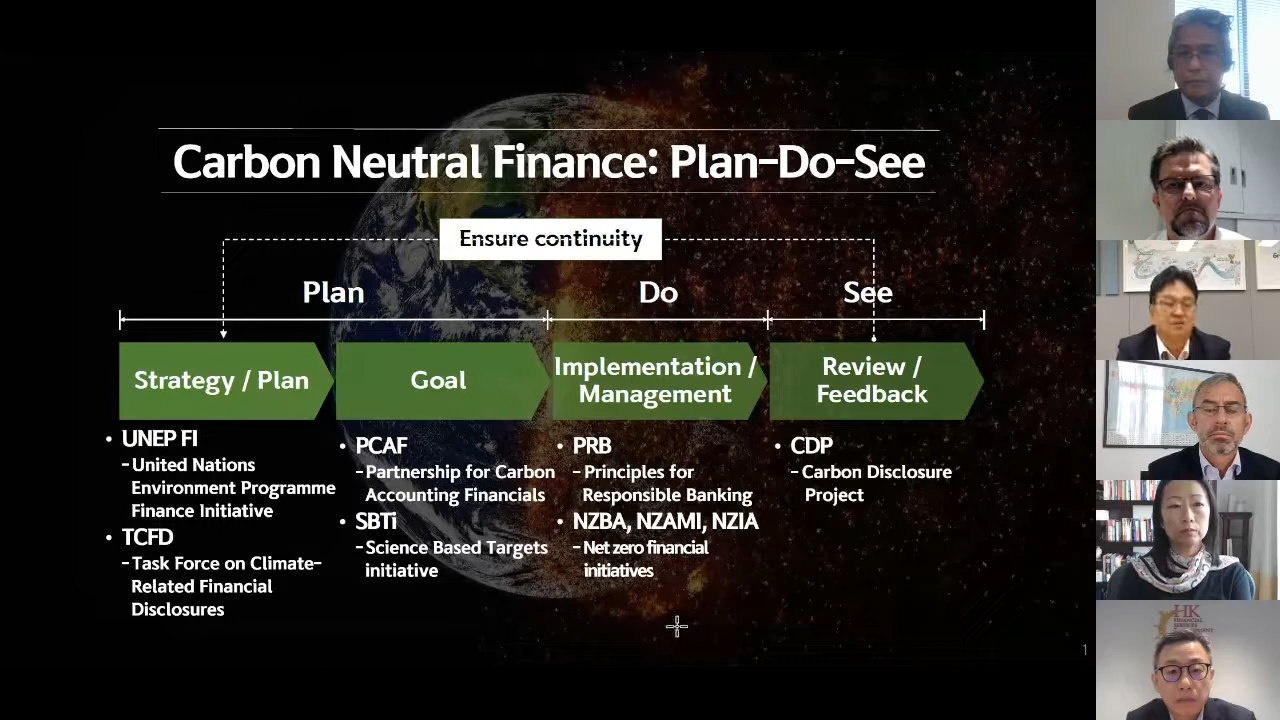 Carbon Neutral Finance: Plan-Do-See
Ensure continuity
Plan
Do
See
Strategy / Plan
Goal
Implementation /
Management
Review /
Feedback
• UNEP FI
-United Nations
Environment Programme
Finance Initiative
• TCFD
-Task Force on Climate-
Related Financial
Disclosures
• PCAF
-Partnership for Carbon
Accounting Financials
• SBTi
-Science Based Targets
initiative
• PRB
-Principles for
Responsible Banking
• NZBA, NZAMI, NZIA
-Net zero financial
initiatives
• CDP
-Carbon Disclosure
Project
1
HK
FINANCIAL
SERVICES